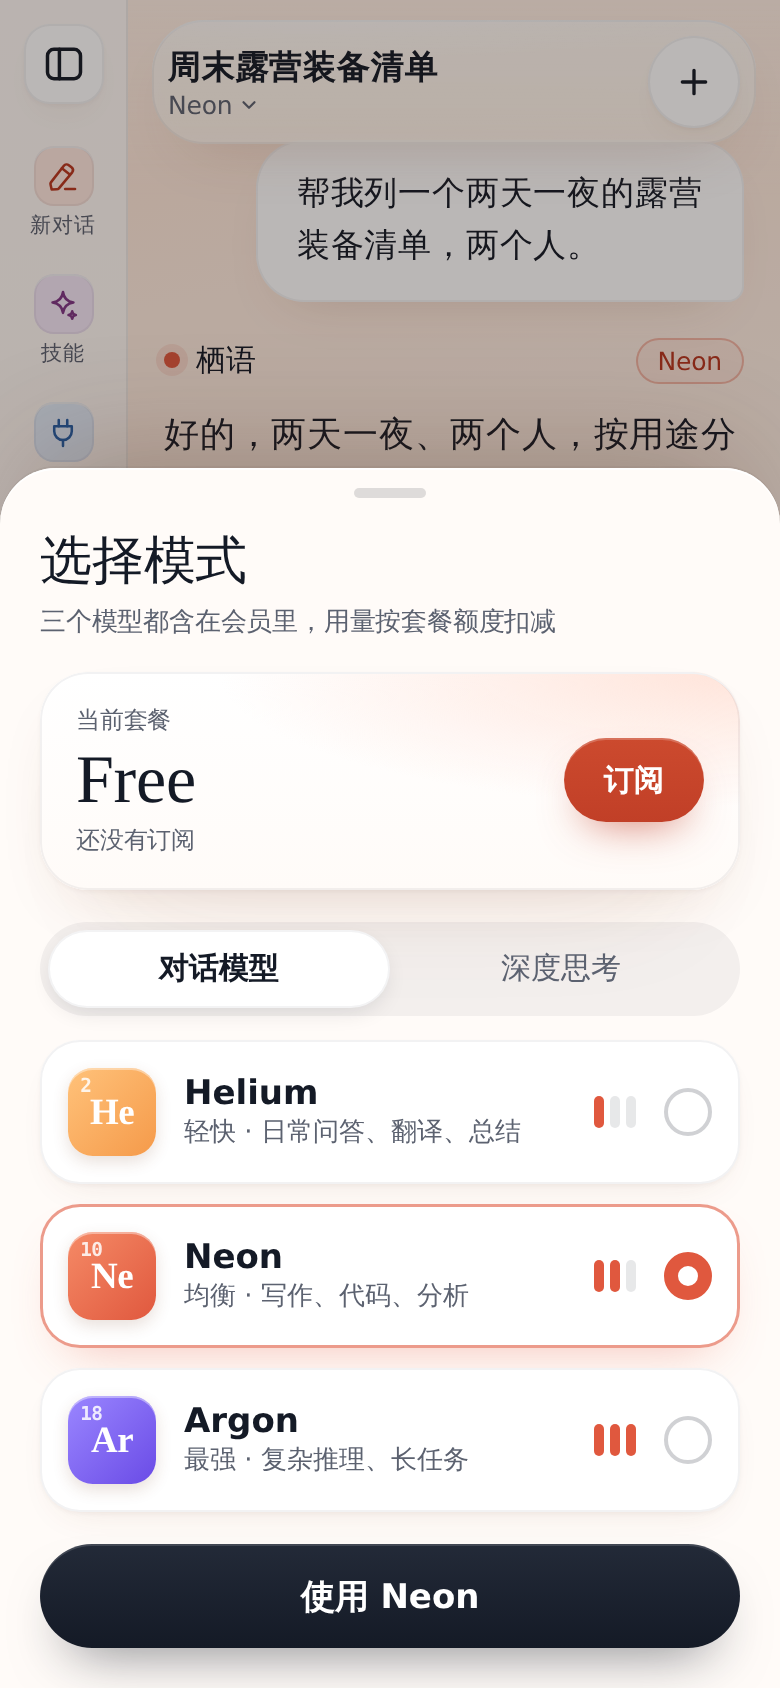 周末露营装备清单
Neon
新对话
帮我列一个两天一夜的露营
装备清单，两个人。
技能
栖语
Neon
好的，两天一夜、两个人，按用途分
选择模式
三个模型都含在会员里，用量按套餐额度扣减
当前套餐
Free
还没有订阅
订阅
对话模型
深度思考
2
He
Helium
轻快 · 日常问答、翻译、总结
10
Ne
Neon
均衡 · 写作、代码、分析
18
Ar
Argon
最强 · 复杂推理、长任务
使用 Neon